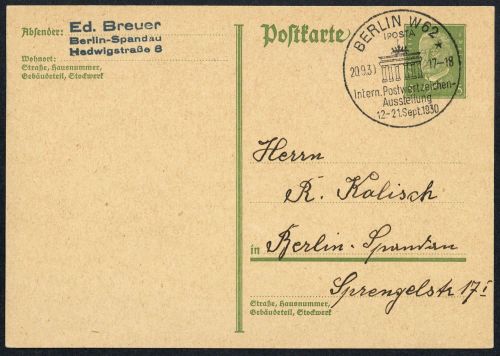 Absender:
Ed. Breuer
Berlin-Spandau
Hedwigstraße 6
Wohnort:
Straße, Hausnummer,
Gebäudeteil, Stockwerk
Postkarte
BERLIN W62
IPOSTA
20.9.30 17-18
Intern. Postwertzeichen-
Ausstellung
12.-21. Sept. 1930
Herrn
R. Kalisch
in Berlin-Spandau
Sprengelstr 17 I
Straße, Hausnummer,
Gebäudeteil, Stockwerk